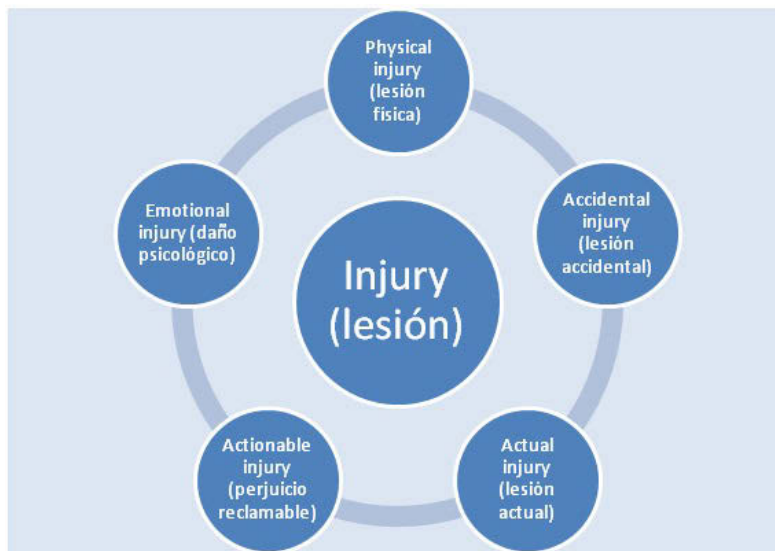 Physical
injury
(lesión
física)
Accidental
injury
(lesión
accidental)
Actual
injury
(lesión
actual)
Actionable
injury
(perjuicio
reclamable)
Emotional
injury (daño
psicológico)
Injury
(lesión)